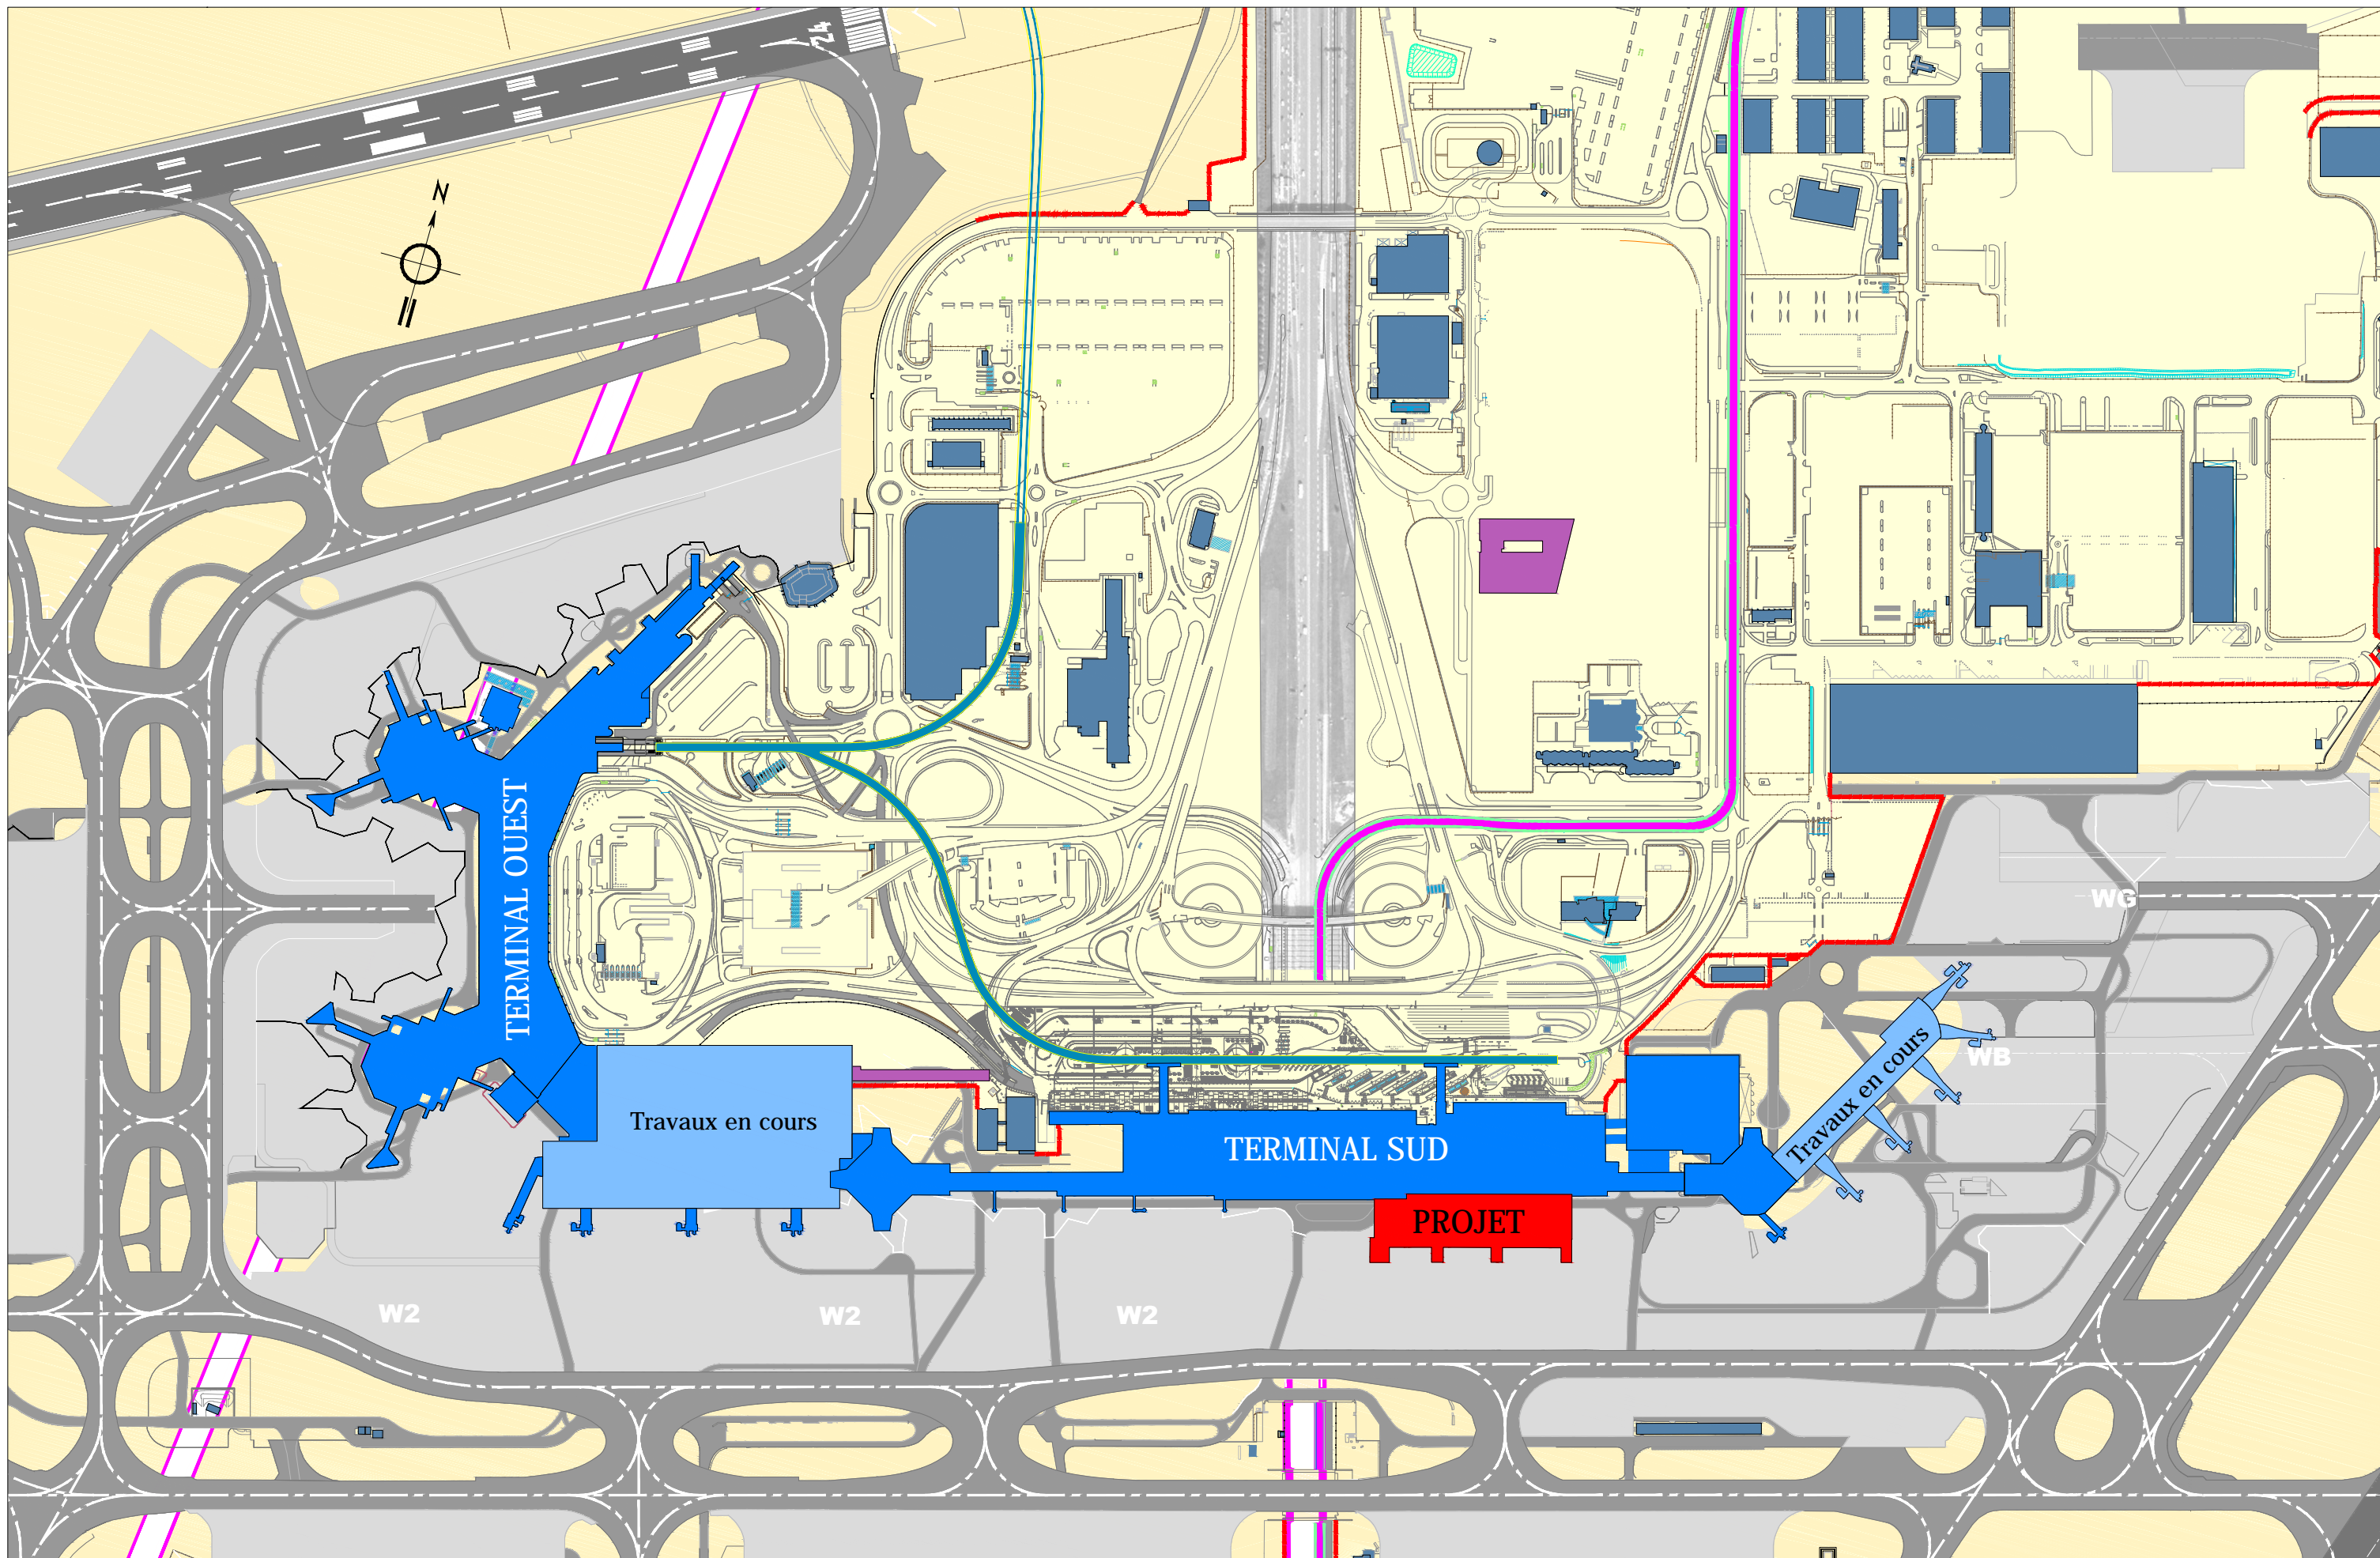 24
N
TERMINAL OUEST
WG
Travaux en cours
WB
Travaux en cours
TERMINAL SUD
PROJET
W2
W2
W2